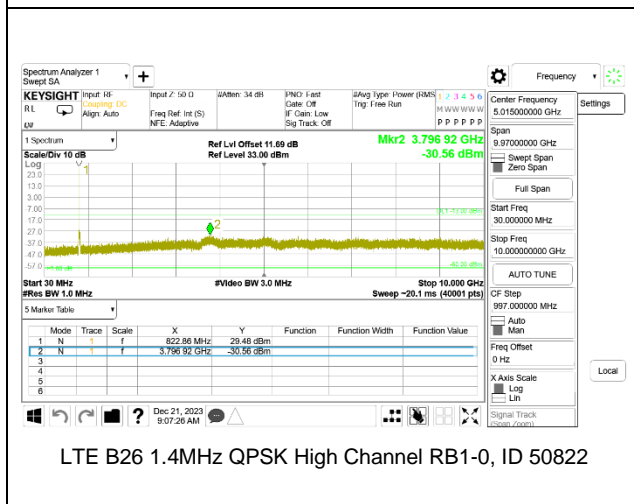 Spectrum Analyzer 1
Swept SA
+
Frequency
KEYSIGHT
RL
Input: RF
Coupling: DC
Align: Auto
Input Z: 50 Ω
Freq Ref: Int (S)
NFE: Adaptive
#Atten: 34 dB
PNO: Fast
Gate: Off
IF Gain: Low
Sig Track: Off
#Avg Type: Power (RMS
Trig: Free Run
1 2 3 4 5 6
M W W W W W
P P P P P P
1 Spectrum
Scale/Div 10 dB
Log
Ref Lvl Offset 11.69 dB
Ref Level 33.00 dBm
Mkr2 3.796 92 GHz
-30.56 dBm
23.0
13.0
3.00
-7.00
-17.0
-27.0
-37.0
-47.0
-57.0
1
2
Start 30 MHz
#Res BW 1.0 MHz
#Video BW 3.0 MHz
Stop 10.000 GHz
Sweep ~20.1 ms (40001 pts)
5 Marker Table
Mode Trace Scale X Y Function Function Width Function Value
1 N 1 f 822.86 MHz 29.48 dBm
2 N 1 f 3.796 92 GHz -30.56 dBm
3
4
5
6
?
Dec 21, 2023
9:07:26 AM
Center Frequency
5.015000000 GHz
Settings
Span
9.97000000 GHz
Swept Span
Zero Span
Full Span
Start Freq
30.000000 MHz
Stop Freq
10.00000000 GHz
AUTO TUNE
CF Step
997.000000 MHz
Auto
Man
Freq Offset
0 Hz
Local
X Axis Scale
Log
Lin
Signal Track
(Span Zoom)
LTE B26 1.4MHz QPSK High Channel RB1-0, ID 50822